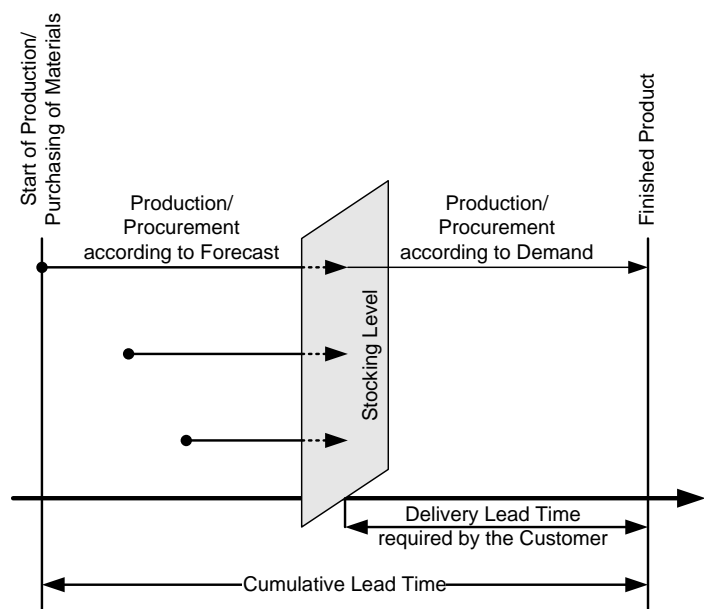 Start of Production/
Purchasing of Materials
Production/
Procurement
according to Forecast
Production/
Procurement
according to Demand
Finished Product
Stocking Level
Delivery Lead Time
required by the Customer
Cumulative Lead Time